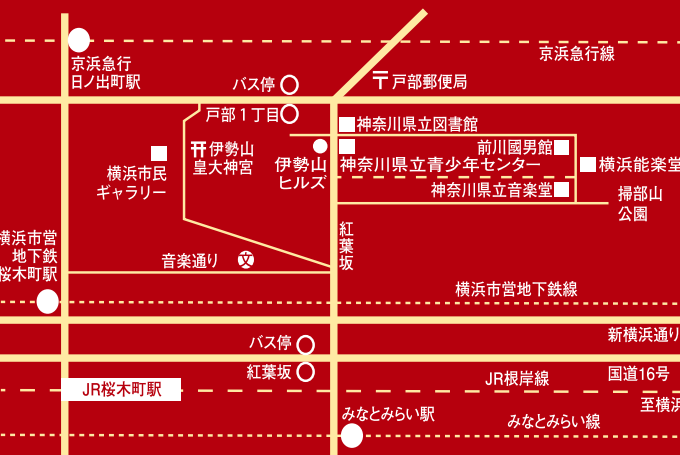 京浜急行線
京浜急行
日ノ出町駅
バス停
〒戸部郵便局
戸部1丁目
神奈川県立図書館
伊勢山
皇大神宮
前川國男館
伊勢山
ヒルズ
神奈川県立青少年センター
横浜能楽堂
横浜市民
ギャラリー
神奈川県立音楽堂
掃部山
公園
紅
葉
坂
横浜市営
地下鉄
桜木町駅
音楽通り
文
横浜市営地下鉄線
新横浜通り
バス停
紅葉坂
国道16号
JR根岸線
JR桜木町駅
至横浜
みなとみらい駅
みなとみらい線